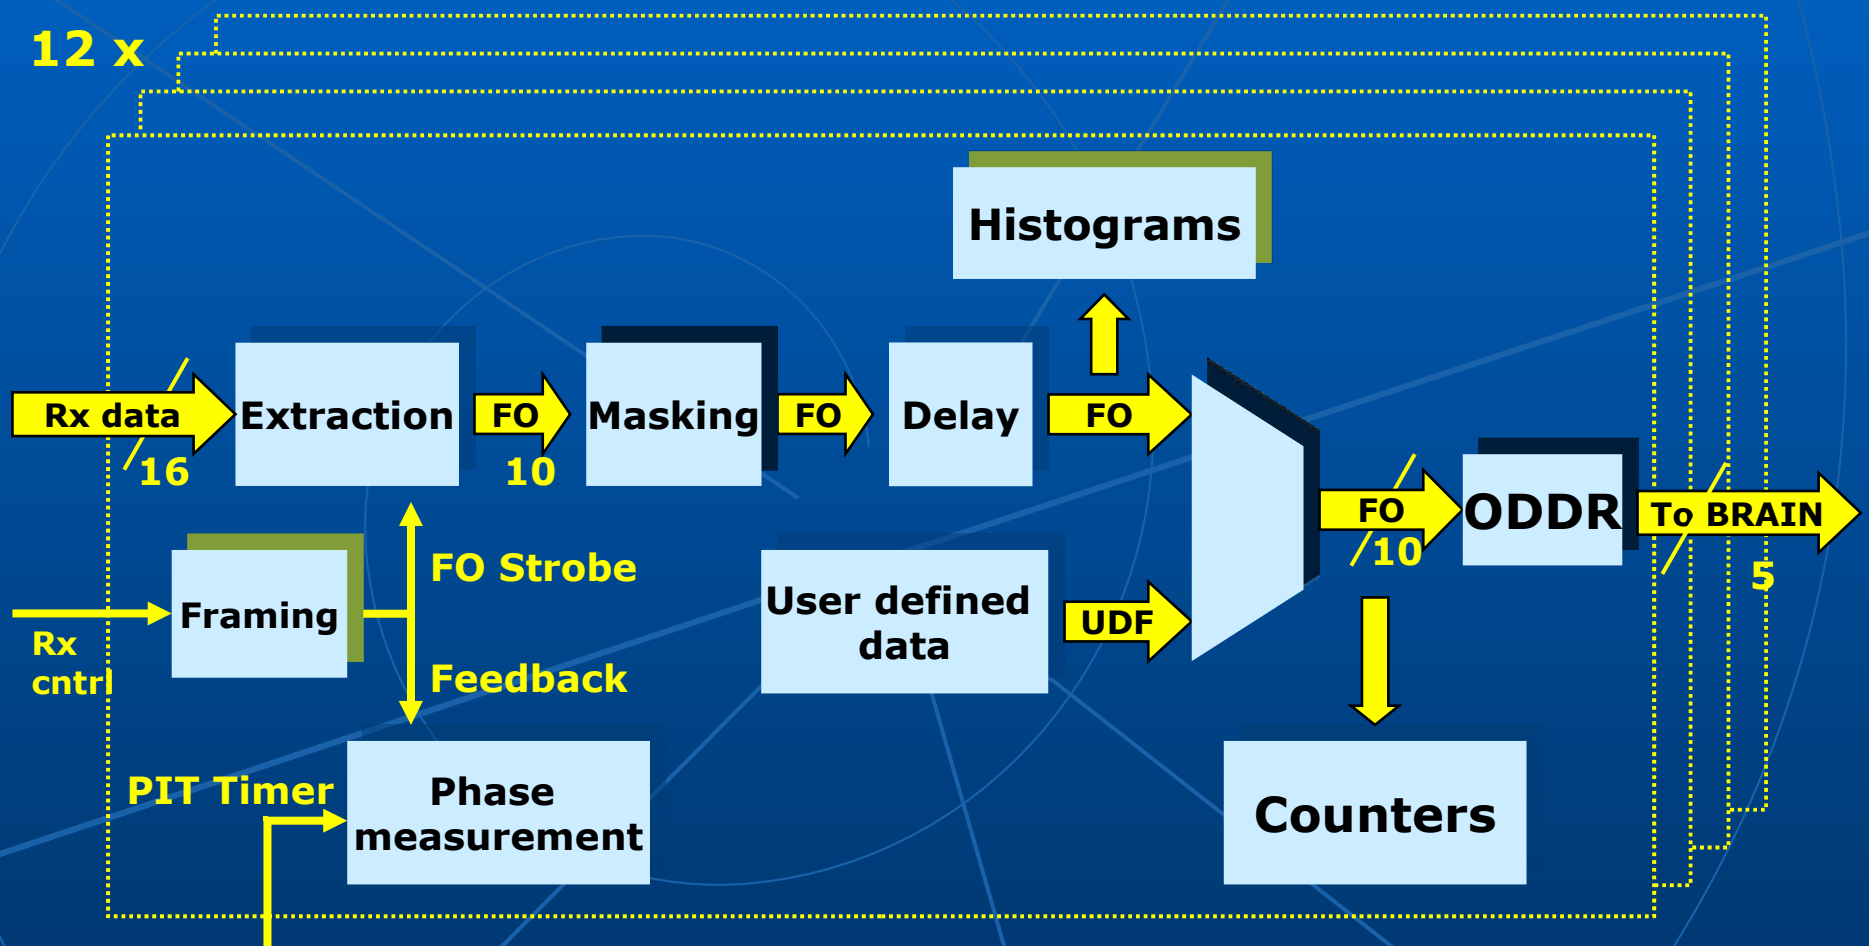 12 x
Histograms
Rx data
16
Extraction
FO
10
Masking
FO
Delay
FO
FO
10
ODDR
To BRAIN
5
Rx
cntrl
Framing
FO Strobe
Feedback
User defined
data
UDF
PIT Timer
Phase
measurement
Counters